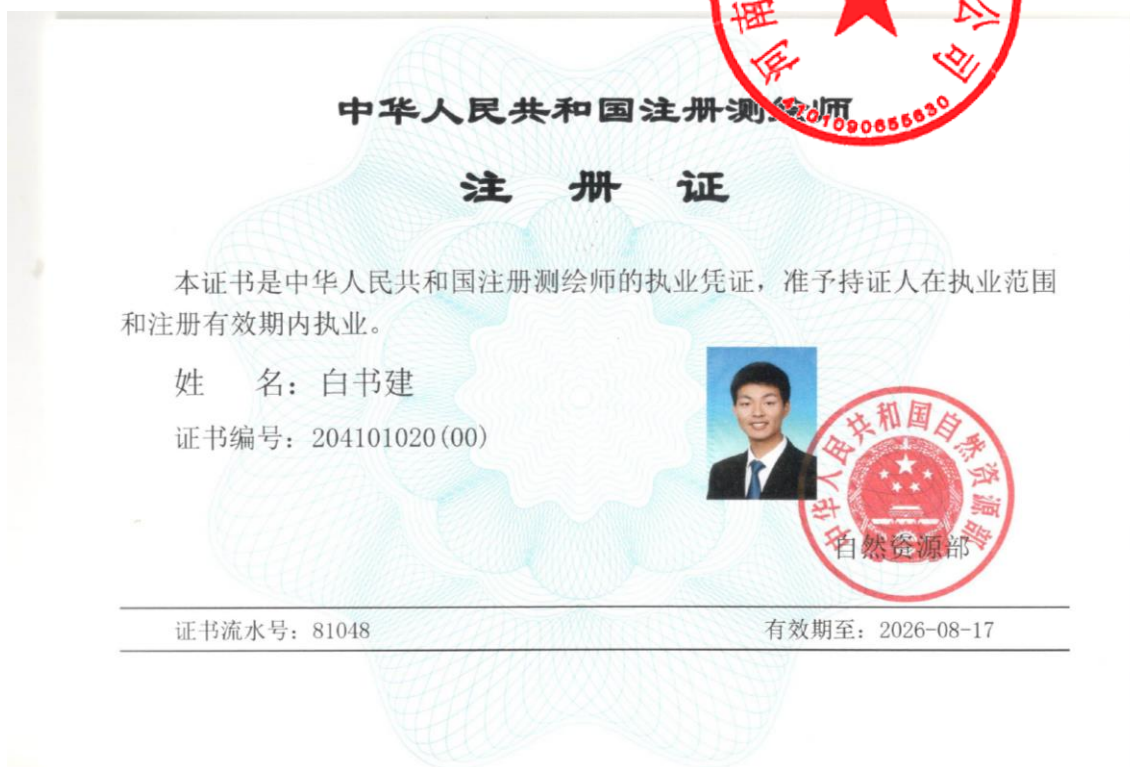 河南
公司
4101090655630
中华人民共和国注册测绘师
注 册 证
本证书是中华人民共和国注册测绘师的执业凭证，准予持证人在执业范围
和注册有效期内执业。
姓 名：白书建
证书编号：204101020(00)
中华人民共和国自然资源部
自然资源部
证书流水号：81048
有效期至：2026-08-17